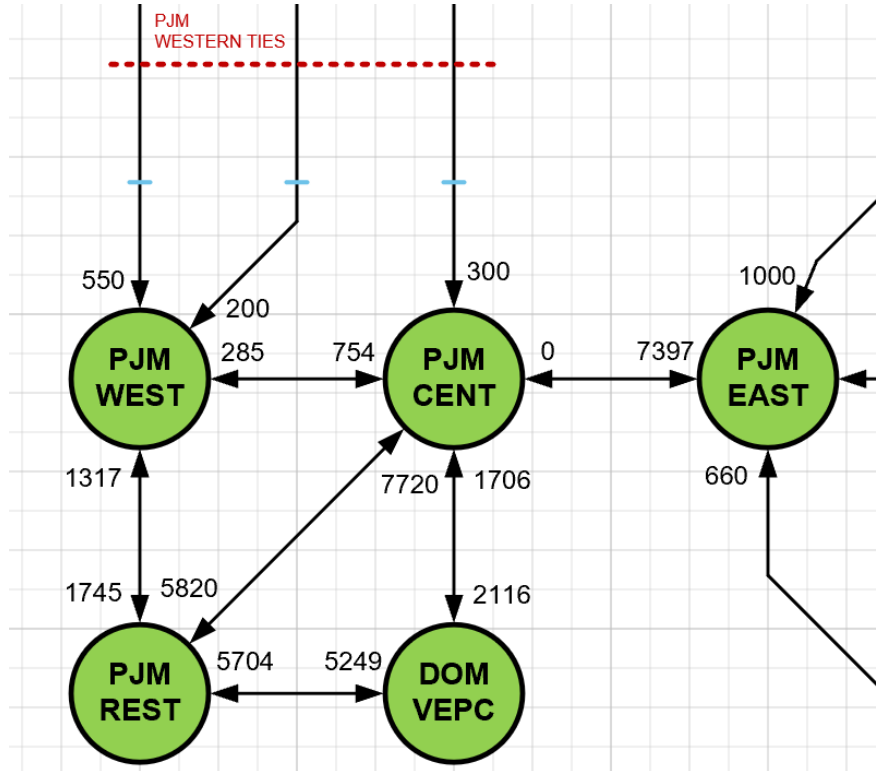 PJM
WESTERN TIES
550
200
300
1000
PJM
WEST
285
754
PJM
CENT
0
7397
PJM
EAST
1317
7720
1706
660
1745
5820
2116
PJM
REST
5704
5249
DOM
VEPC